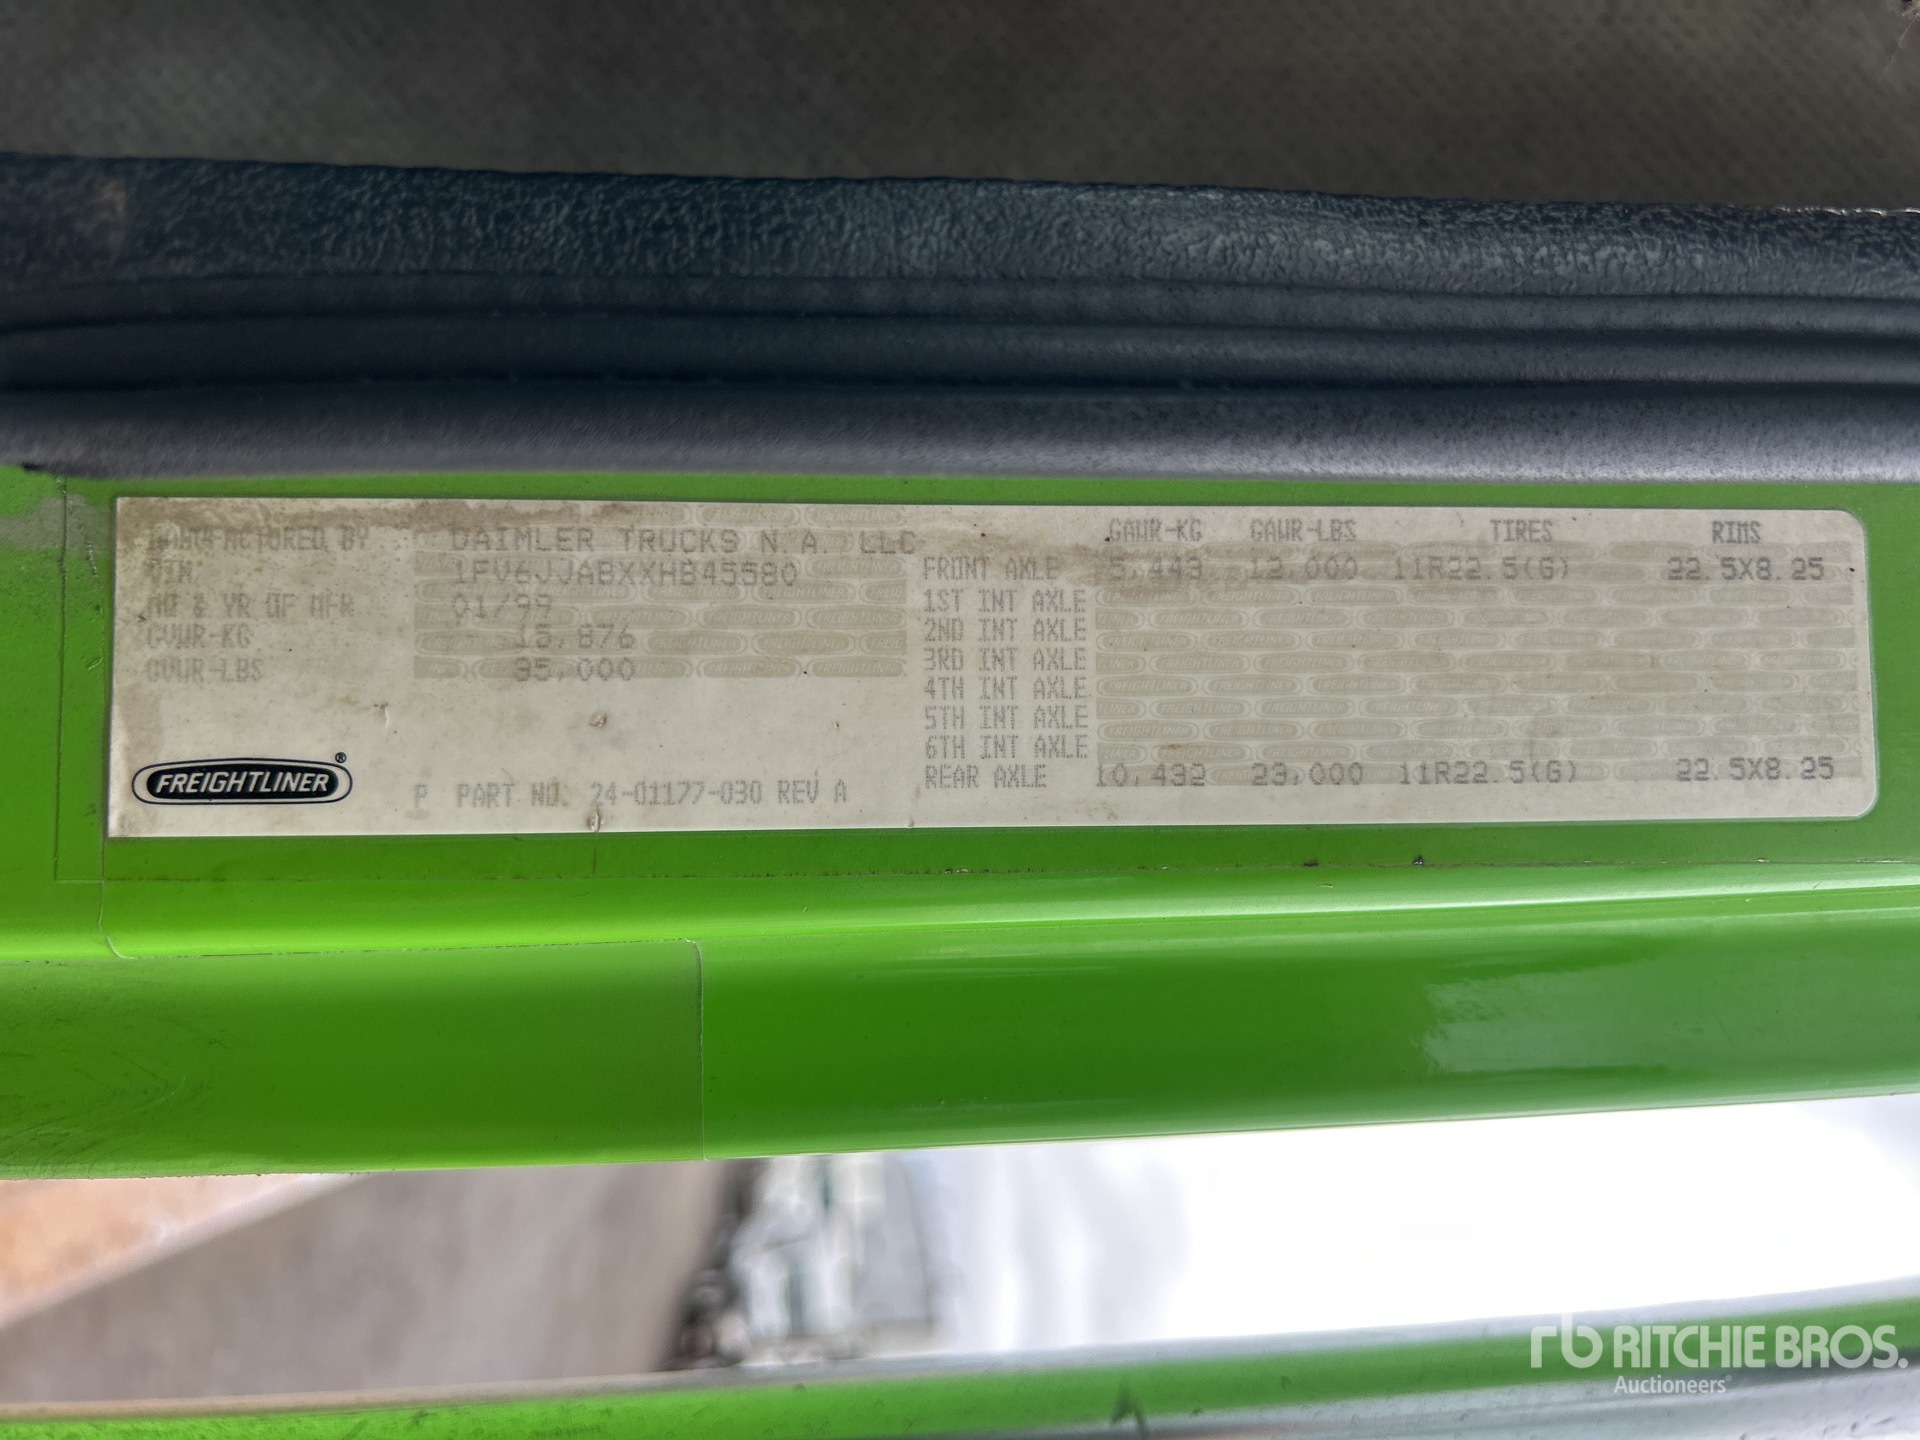 MANUFACTURED BY DAIMLER TRUCKS N.A. LLC
VIN: 1FV6JJABXXHB45580
MO & YR OF MFR 01/99
GVWR-KG 15,876
GVWR-LBS 35,000
FREIGHTLINER®
P PART NO. 24-01177-030 REV A
GAWR-KG GAWR-LBS TIRES RIMS
FRONT AXLE 5,443 12,000 11R22.5(G) 22.5X8.25
1ST INT AXLE
2ND INT AXLE
3RD INT AXLE
4TH INT AXLE
5TH INT AXLE
6TH INT AXLE
REAR AXLE 10,432 23,000 11R22.5(G) 22.5X8.25
rb RITCHIE BROS.
Auctioneers